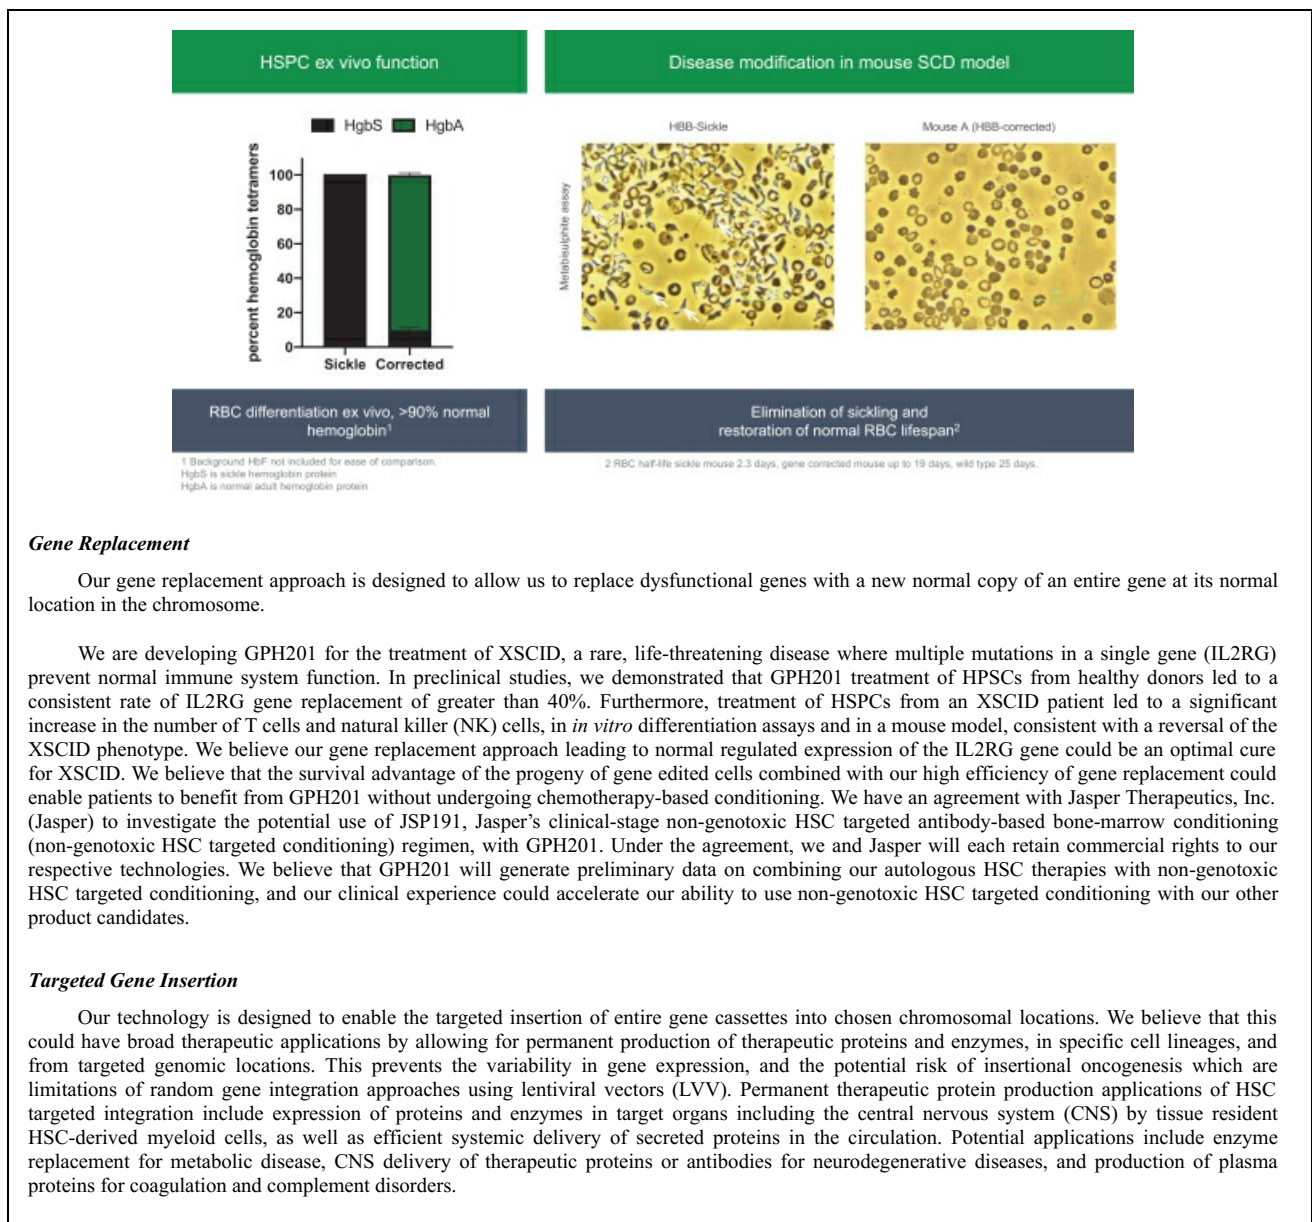 HSPC ex vivo function
Disease modification in mouse SCD model
HgbS HgbA
percent hemoglobin tetramers
100
80
60
40
20
0
Sickle Corrected
HBB-Sickle
Mouse A (HBB-corrected)
Metabisulphite assay
RBC differentiation ex vivo, >90% normal
hemoglobin1
Elimination of sickling and
restoration of normal RBC lifespan2
1 Background HbF not included for ease of comparison.
HgbS is sickle hemoglobin protein
HgbA is normal adult hemoglobin protein
2 RBC half-life sickle mouse 2.3 days, gene corrected mouse up to 19 days, wild type 25 days.
Gene Replacement
Our gene replacement approach is designed to allow us to replace dysfunctional genes with a new normal copy of an entire gene at its normal
location in the chromosome.
We are developing GPH201 for the treatment of XSCID, a rare, life-threatening disease where multiple mutations in a single gene (IL2RG)
prevent normal immune system function. In preclinical studies, we demonstrated that GPH201 treatment of HPSCs from healthy donors led to a
consistent rate of IL2RG gene replacement of greater than 40%. Furthermore, treatment of HSPCs from an XSCID patient led to a significant
increase in the number of T cells and natural killer (NK) cells, in in vitro differentiation assays and in a mouse model, consistent with a reversal of the
XSCID phenotype. We believe our gene replacement approach leading to normal regulated expression of the IL2RG gene could be an optimal cure
for XSCID. We believe that the survival advantage of the progeny of gene edited cells combined with our high efficiency of gene replacement could
enable patients to benefit from GPH201 without undergoing chemotherapy-based conditioning. We have an agreement with Jasper Therapeutics, Inc.
(Jasper) to investigate the potential use of JSP191, Jasper's clinical-stage non-genotoxic HSC targeted antibody-based bone-marrow conditioning
(non-genotoxic HSC targeted conditioning) regimen, with GPH201. Under the agreement, we and Jasper will each retain commercial rights to our
respective technologies. We believe that GPH201 will generate preliminary data on combining our autologous HSC therapies with non-genotoxic
HSC targeted conditioning, and our clinical experience could accelerate our ability to use non-genotoxic HSC targeted conditioning with our other
product candidates.
Targeted Gene Insertion
Our technology is designed to enable the targeted insertion of entire gene cassettes into chosen chromosomal locations. We believe that this
could have broad therapeutic applications by allowing for permanent production of therapeutic proteins and enzymes, in specific cell lineages, and
from targeted genomic locations. This prevents the variability in gene expression, and the potential risk of insertional oncogenesis which are
limitations of random gene integration approaches using lentiviral vectors (LVV). Permanent therapeutic protein production applications of HSC
targeted integration include expression of proteins and enzymes in target organs including the central nervous system (CNS) by tissue resident
HSC-derived myeloid cells, as well as efficient systemic delivery of secreted proteins in the circulation. Potential applications include enzyme
replacement for metabolic disease, CNS delivery of therapeutic proteins or antibodies for neurodegenerative diseases, and production of plasma
proteins for coagulation and complement disorders.